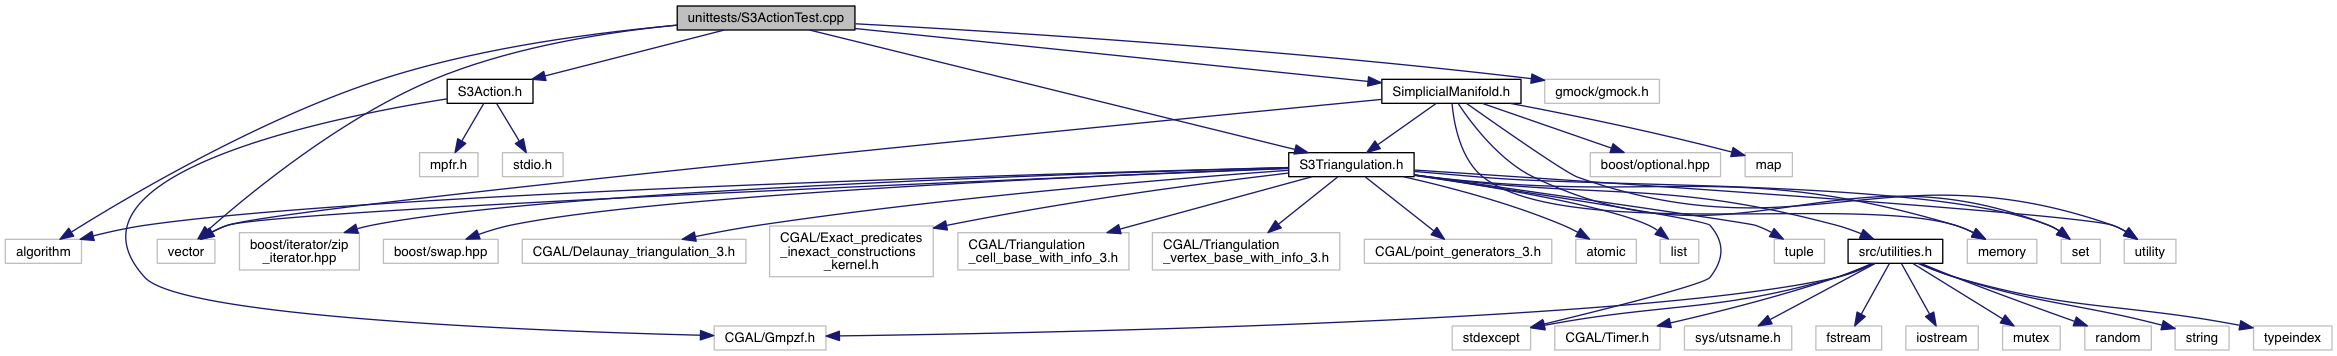 unittests/S3ActionTest.cpp
S3Action.h
SimplicialManifold.h
gmock/gmock.h
mpfr.h
stdio.h
S3Triangulation.h
boost/optional.hpp
map
algorithm
vector
boost/iterator/zip
_iterator.hpp
boost/swap.hpp
CGAL/Delaunay_triangulation_3.h
CGAL/Exact_predicates
_inexact_constructions
_kernel.h
CGAL/Triangulation
_cell_base_with_info_3.h
CGAL/Triangulation
_vertex_base_with_info_3.h
CGAL/point_generators_3.h
atomic
list
tuple
src/utilities.h
memory
set
utility
CGAL/Gmpzf.h
stdexcept
CGAL/Timer.h
sys/utsname.h
fstream
iostream
mutex
random
string
typeindex